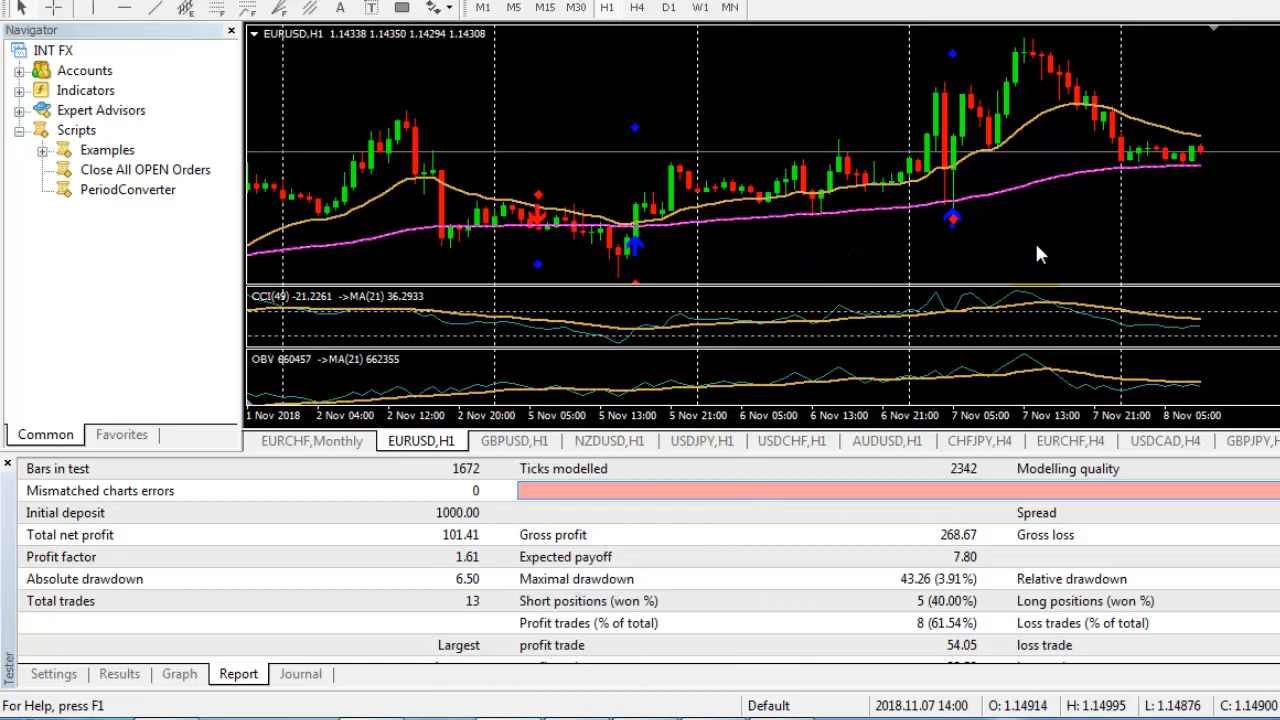 M1 M5 M15 M30 H1 H4 D1 W1 MN
Navigator
INT FX
Accounts
Indicators
Expert Advisors
Scripts
Examples
Close All OPEN Orders
PeriodConverter
Common Favorites
EURUSD,H1 1.14338 1.14350 1.14294 1.14308
CCI(49) -21.2261 ->MA(21) 36.2933
OBV 660457 ->MA(21) 662355
1 Nov 2018 2 Nov 04:00 2 Nov 12:00 2 Nov 20:00 5 Nov 05:00 5 Nov 13:00 5 Nov 21:00 6 Nov 05:00 6 Nov 13:00 6 Nov 21:00 7 Nov 05:00 7 Nov 13:00 7 Nov 21:00 8 Nov 05:00
EURCHF,Monthly EURUSD,H1 GBPUSD,H1 NZDUSD,H1 USDJPY,H1 USDCHF,H1 AUDUSD,H1 CHFJPY,H4 EURCHF,H4 USDCAD,H4 GBPJPY,H
Bars in test 1672 Ticks modelled 2342 Modelling quality
Mismatched charts errors 0
Initial deposit 1000.00 Spread
Total net profit 101.41 Gross profit 268.67 Gross loss
Profit factor 1.61 Expected payoff 7.80
Absolute drawdown 6.50 Maximal drawdown 43.26 (3.91%) Relative drawdown
Total trades 13 Short positions (won %) 5 (40.00%) Long positions (won %)
Profit trades (% of total) 8 (61.54%) Loss trades (% of total)
Largest profit trade 54.05 loss trade
Tester
Settings Results Graph Report Journal
For Help, press F1 Default 2018.11.07 14:00 O: 1.14914 H: 1.14995 L: 1.14876 C: 1.14900